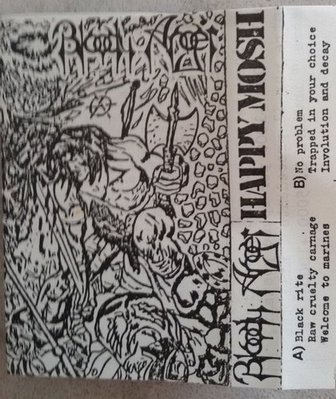 HAPPY MOSH
A) Black rite
Raw cruelty carnage
Welcome to marines
B) No problem
Trapped in your choice
Involution and decay